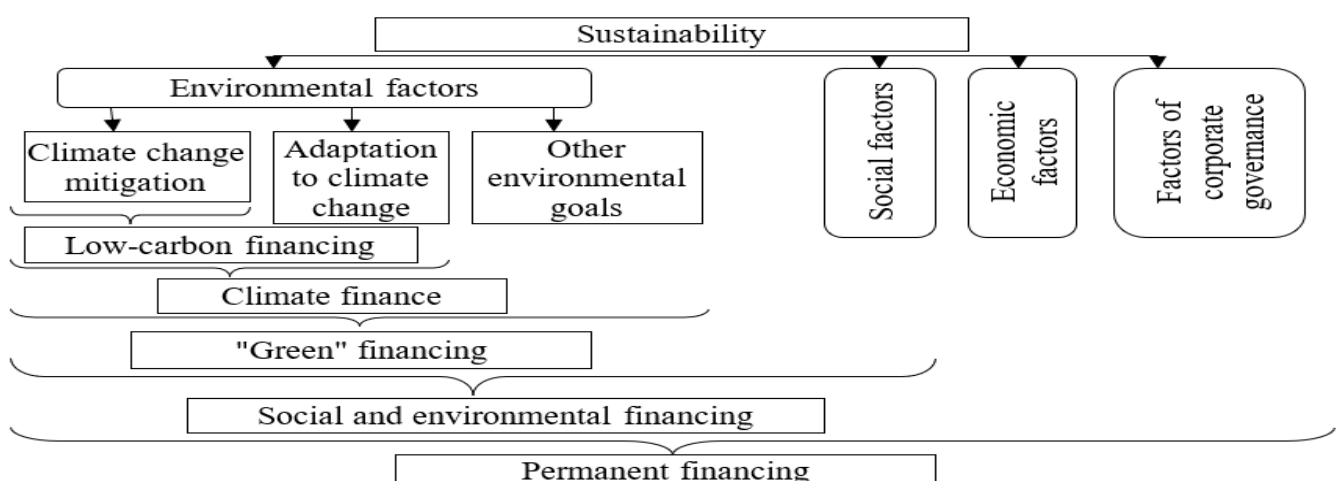 Sustainability
Environmental factors
Climate change
mitigation
Adaptation
to climate
change
Other
environmental
goals
Social factors
Economic
factors
Factors of
corporate
governance
Low-carbon financing
Climate finance
"Green" financing
Social and environmental financing
Permanent financing